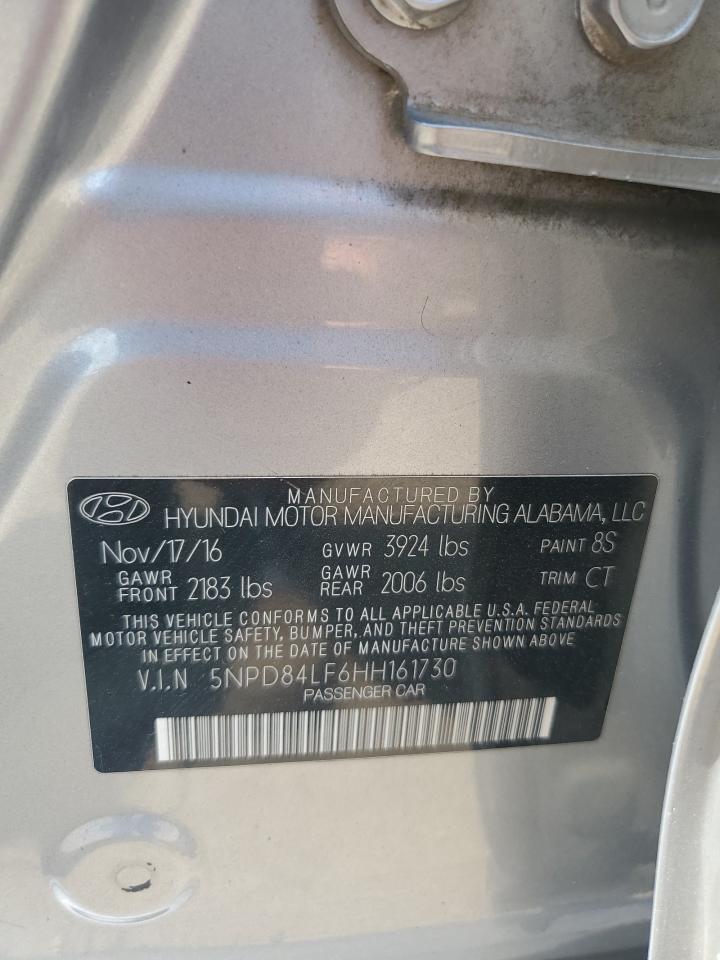 MANUFACTURED BY
HYUNDAI MOTOR MANUFACTURING ALABAMA, LLC
Nov/17/16 GVWR 3924 lbs PAINT 8S
GAWR FRONT 2183 lbs GAWR REAR 2006 lbs TRIM CT
THIS VEHICLE CONFORMS TO ALL APPLICABLE U.S.A. FEDERAL
MOTOR VEHICLE SAFETY, BUMPER, AND THEFT PREVENTION STANDARDS
IN EFFECT ON THE DATE OF MANUFACTURE SHOWN ABOVE
V.I.N 5NPD84LF6HH161730
PASSENGER CAR